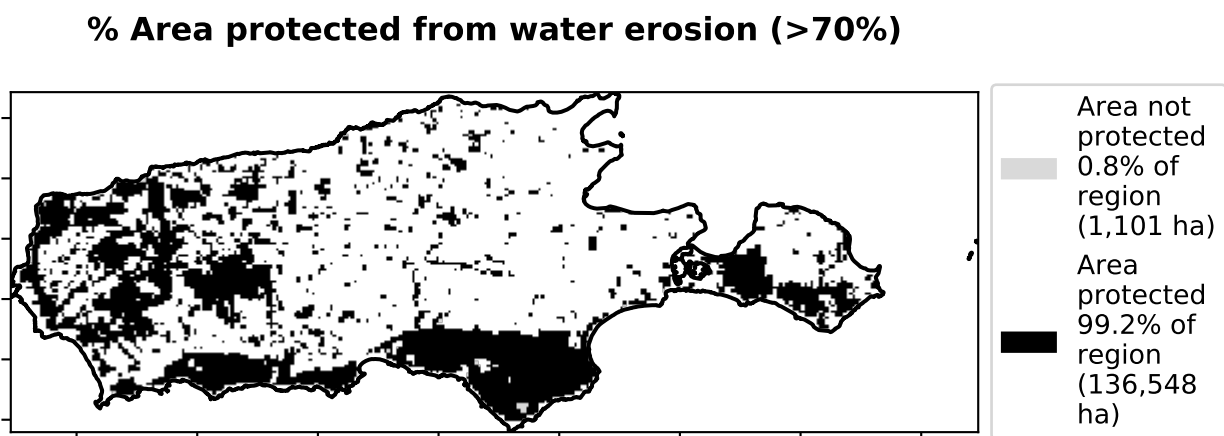 % Area protected from water erosion (>70%)
Area not
protected
0.8% of
region
(1,101 ha)
Area
protected
99.2% of
region
(136,548
ha)